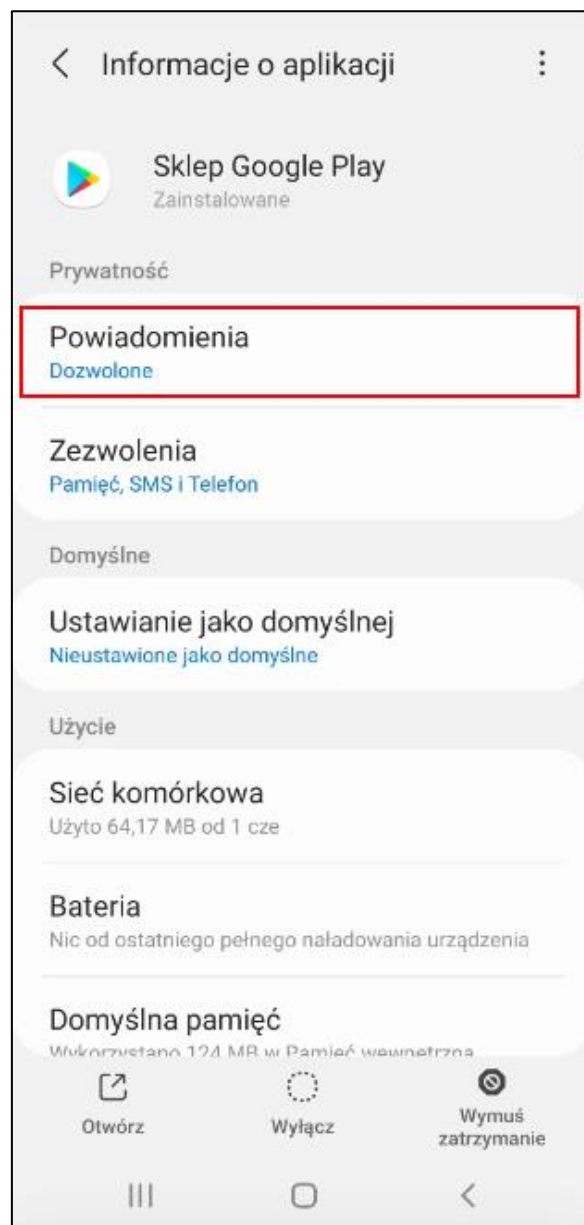 Informacje o aplikacji
Sklep Google Play
Zainstalowane
Prywatność
Powiadomienia
Dozwolone
Zezwolenia
Pamięć, SMS i Telefon
Domyślne
Ustawianie jako domyślnej
Nieustawione jako domyślne
Użycie
Sieć komórkowa
Użyto 64,17 MB od 1 cze
Bateria
Nic od ostatniego pełnego naładowania urządzenia
Domyślna pamięć
Wykorzystano 124 MB w Pamięć wewnętrzna
Otwórz
Wyłącz
Wymuś
zatrzymanie